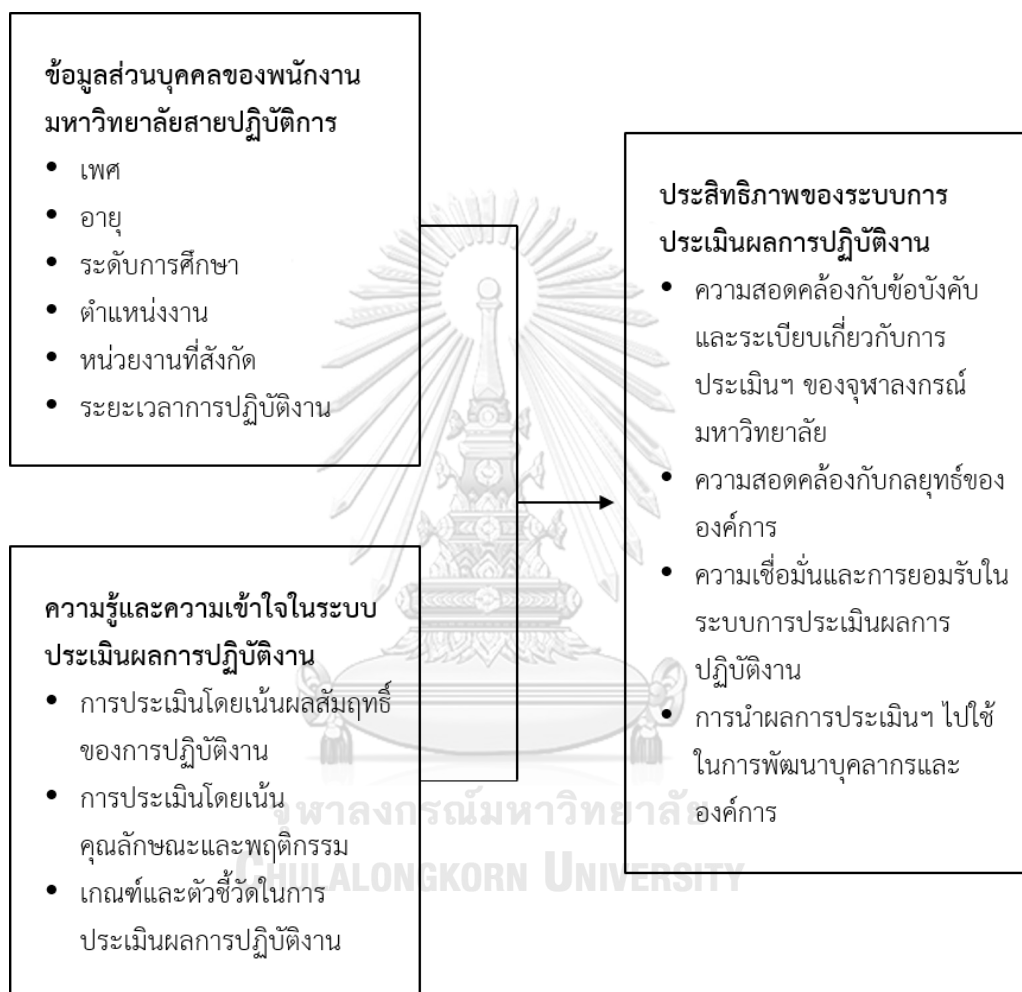 ข้อมูลส่วนบุคคลของพนักงาน
มหาวิทยาลัยสายปฏิบัติการ
• เพศ
• อายุ
• ระดับการศึกษา
• ตำแหน่งงาน
• หน่วยงานที่สังกัด
• ระยะเวลาการปฏิบัติงาน
ความรู้และความเข้าใจในระบบ
ประเมินผลการปฏิบัติงาน
• การประเมินโดยเน้นผลสัมฤทธิ์
ของการปฏิบัติงาน
• การประเมินโดยเน้น
คุณลักษณะและพฤติกรรม
• เกณฑ์และตัวชี้วัดในการ
ประเมินผลการปฏิบัติงาน
ประสิทธิภาพของระบบการ
ประเมินผลการปฏิบัติงาน
• ความสอดคล้องกับข้อบังคับ
และระเบียบเกี่ยวกับการ
ประเมินฯ ของจุฬาลงกรณ์
มหาวิทยาลัย
• ความสอดคล้องกับกลยุทธ์ของ
องค์การ
• ความเชื่อมั่นและการยอมรับใน
ระบบการประเมินผลการ
ปฏิบัติงาน
• การนำผลการประเมินฯ ไปใช้
ในการพัฒนาบุคลากรและ
องค์การ
จุฬาลงกรณ์มหาวิทยาลัย
CHULALONGKORN UNIVERSITY